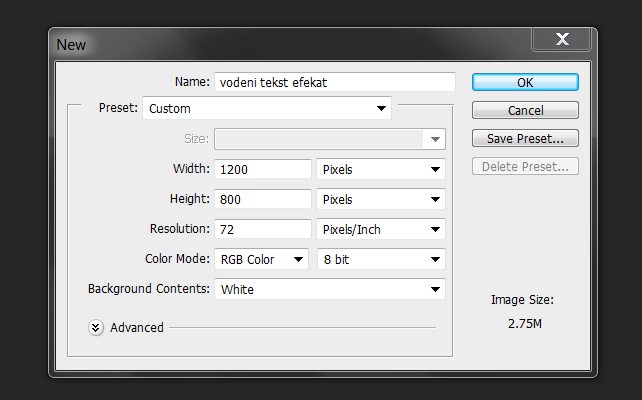 New
Name: vodeni tekst efekat
OK
Preset: Custom
Cancel
Size:
Save Preset...
Width: 1200 Pixels
Delete Preset...
Height: 800 Pixels
Resolution: 72 Pixels/Inch
Color Mode: RGB Color 8 bit
Background Contents: White
Image Size:
2.75M
Advanced